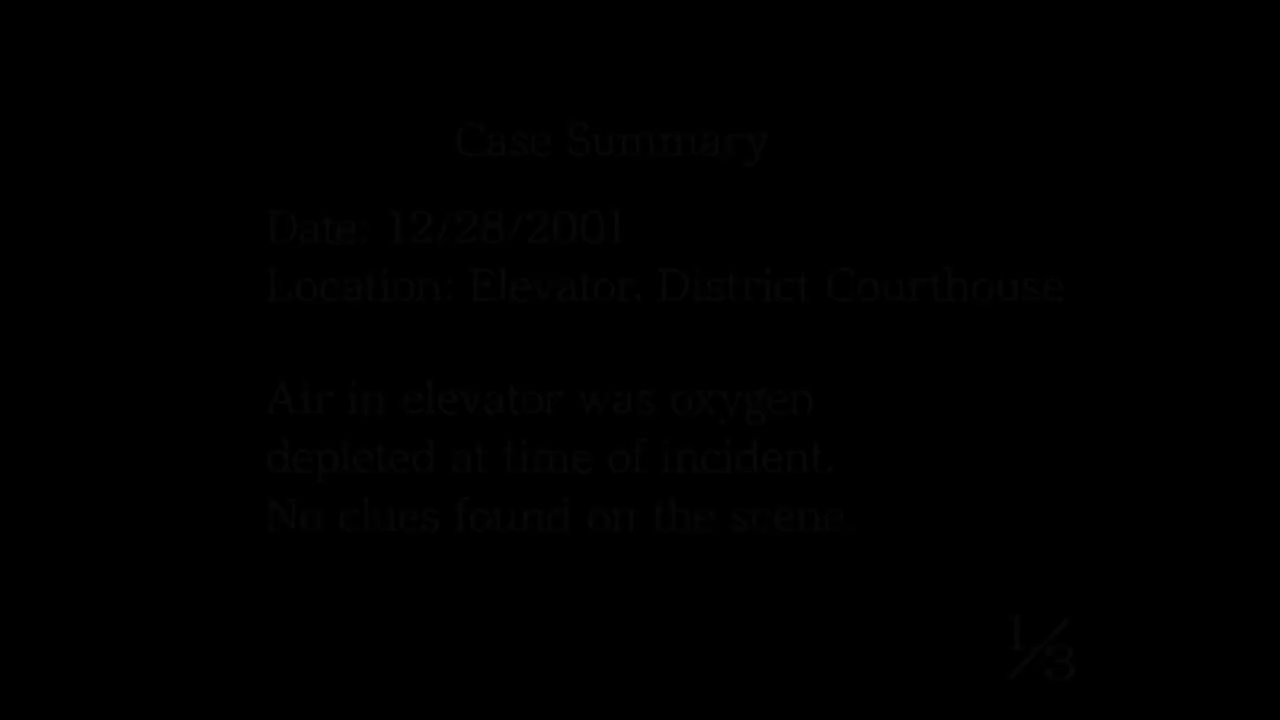 Case Summary
Date: 12/28/2001
Location: Elevator, District Courthouse
Air in elevator was oxygen
depleted at time of incident.
No clues found on the scene.
1/3